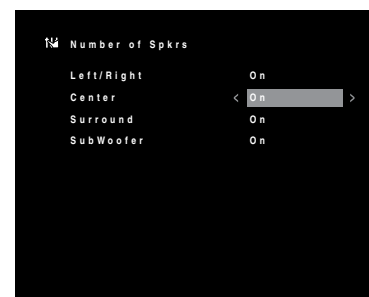 Number of Spkrs
Left/Right On
Center < On >
Surround On
SubWoofer On